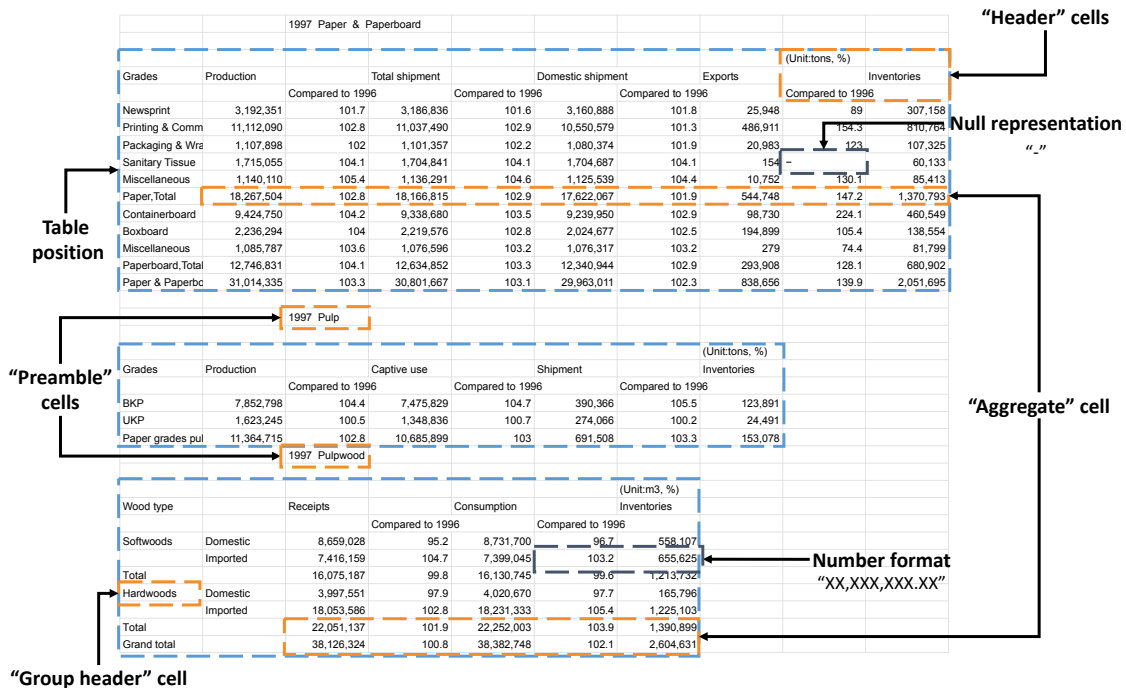 1997 Paper & Paperboard
"Header" cells
(Unit:tons, %)
Grades Production Total shipment Domestic shipment Exports Inventories
Compared to 1996 Compared to 1996 Compared to 1996 Compared to 1996
Newsprint 3,192,351 101.7 3,186,836 101.6 3,160,888 101.8 25,948 89 307,158
Printing & Comm 11,112,090 102.8 11,037,490 102.9 10,550,579 101.3 486,911 154.3 810,764
Null representation
"-"
Packaging & Wra 1,107,898 102 1,101,357 102.2 1,080,374 101.9 20,983 123 107,325
Sanitary Tissue 1,715,055 104.1 1,704,841 104.1 1,704,687 104.1 154 – 60,133
Miscellaneous 1,140,110 105.4 1,136,291 104.6 1,125,539 104.4 10,752 130.1 85,413
Paper,Total 18,267,504 102.8 18,166,815 102.9 17,622,067 101.9 544,748 147.2 1,370,793
Containerboard 9,424,750 104.2 9,338,680 103.5 9,239,950 102.9 98,730 224.1 460,549
Table
position
Boxboard 2,236,294 104 2,219,576 102.8 2,024,677 102.5 194,899 105.4 138,554
Miscellaneous 1,085,787 103.6 1,076,596 103.2 1,076,317 103.2 279 74.4 81,799
Paperboard,Total 12,746,831 104.1 12,634,852 103.3 12,340,944 102.9 293,908 128.1 680,902
Paper & Paperbo 31,014,335 103.3 30,801,667 103.1 29,963,011 102.3 838,656 139.9 2,051,695
1997 Pulp
(Unit:tons, %)
Grades Production Captive use Shipment Inventories
"Preamble"
cells
Compared to 1996 Compared to 1996 Compared to 1996
BKP 7,852,798 104.4 7,475,829 104.7 390,366 105.5 123,891
"Aggregate" cell
UKP 1,623,245 100.5 1,348,836 100.7 274,066 100.2 24,491
Paper grades pul 11,364,715 102.8 10,685,899 103 691,508 103.3 153,078
1997 Pulpwood
(Unit:m3, %)
Wood type Receipts Consumption Inventories
Compared to 1996 Compared to 1996
Softwoods Domestic 8,659,028 95.2 8,731,700 96.7 558,107
Imported 7,416,159 104.7 7,399,045 103.2 655,625
Number format
"XX,XXX,XXX.XX"
Total 16,075,187 99.8 16,130,745 99.6 1,213,732
Hardwoods Domestic 3,997,551 97.9 4,020,670 97.7 165,796
Imported 18,053,586 102.8 18,231,333 105.4 1,225,103
Total 22,051,137 101.9 22,252,003 103.9 1,390,899
Grand total 38,126,324 100.8 38,382,748 102.1 2,604,631
"Group header" cell